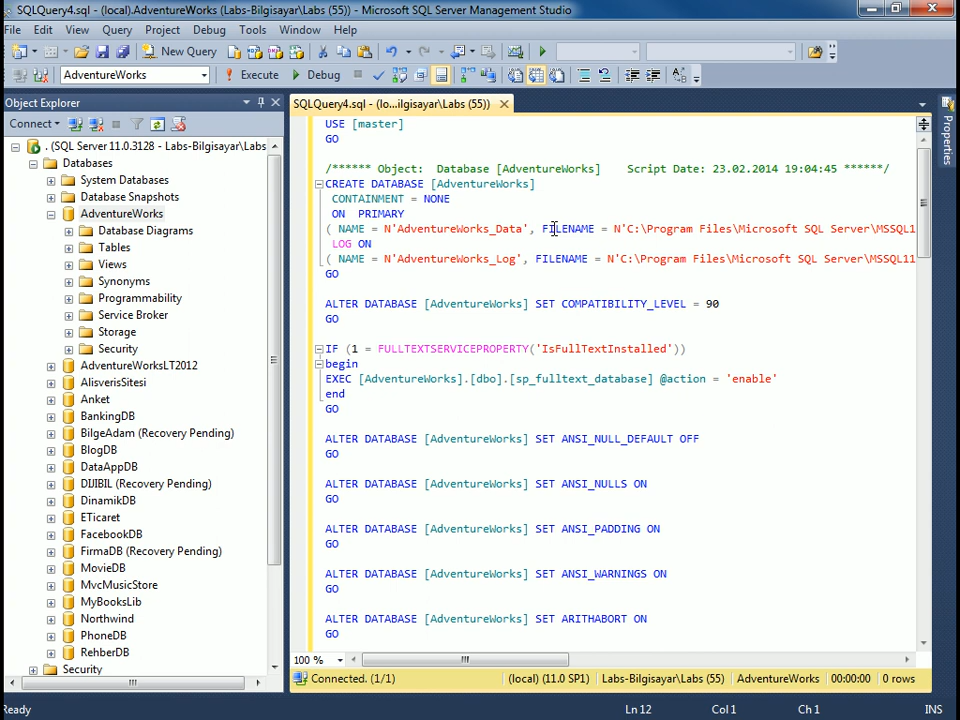 SQLQuery4.sql - (local).AdventureWorks (Labs-Bilgisayar\Labs (55)) - Microsoft SQL Server Management Studio
File Edit View Query Project Debug Tools Window Help
New Query
AdventureWorks Execute Debug
Object Explorer
Connect
. (SQL Server 11.0.3128 - Labs-Bilgisayar\Labs
Databases
System Databases
Database Snapshots
AdventureWorks
Database Diagrams
Tables
Views
Synonyms
Programmability
Service Broker
Storage
Security
AdventureWorksLT2012
AlisverisSitesi
Anket
BankingDB
BilgeAdam (Recovery Pending)
BlogDB
DataAppDB
DIJIBIL (Recovery Pending)
DinamikDB
ETicaret
FacebookDB
FirmaDB (Recovery Pending)
MovieDB
MvcMusicStore
MyBooksLib
Northwind
PhoneDB
RehberDB
Security
SQLQuery4.sql - (lo...ilgisayar\Labs (55))
USE [master]
GO
/****** Object:  Database [AdventureWorks]    Script Date: 23.02.2014 19:04:45 ******/
CREATE DATABASE [AdventureWorks]
CONTAINMENT = NONE
ON  PRIMARY
( NAME = N'AdventureWorks_Data', FILENAME = N'C:\Program Files\Microsoft SQL Server\MSSQL1
LOG ON
( NAME = N'AdventureWorks_Log', FILENAME = N'C:\Program Files\Microsoft SQL Server\MSSQL11
GO
ALTER DATABASE [AdventureWorks] SET COMPATIBILITY_LEVEL = 90
GO
IF (1 = FULLTEXTSERVICEPROPERTY('IsFullTextInstalled'))
begin
EXEC [AdventureWorks].[dbo].[sp_fulltext_database] @action = 'enable'
end
GO
ALTER DATABASE [AdventureWorks] SET ANSI_NULL_DEFAULT OFF
GO
ALTER DATABASE [AdventureWorks] SET ANSI_NULLS ON
GO
ALTER DATABASE [AdventureWorks] SET ANSI_PADDING ON
GO
ALTER DATABASE [AdventureWorks] SET ANSI_WARNINGS ON
GO
ALTER DATABASE [AdventureWorks] SET ARITHABORT ON
GO
100 %
Connected. (1/1) (local) (11.0 SP1) Labs-Bilgisayar\Labs (55) AdventureWorks 00:00:00 0 rows
Properties
Ready Ln 12 Col 1 Ch 1 INS